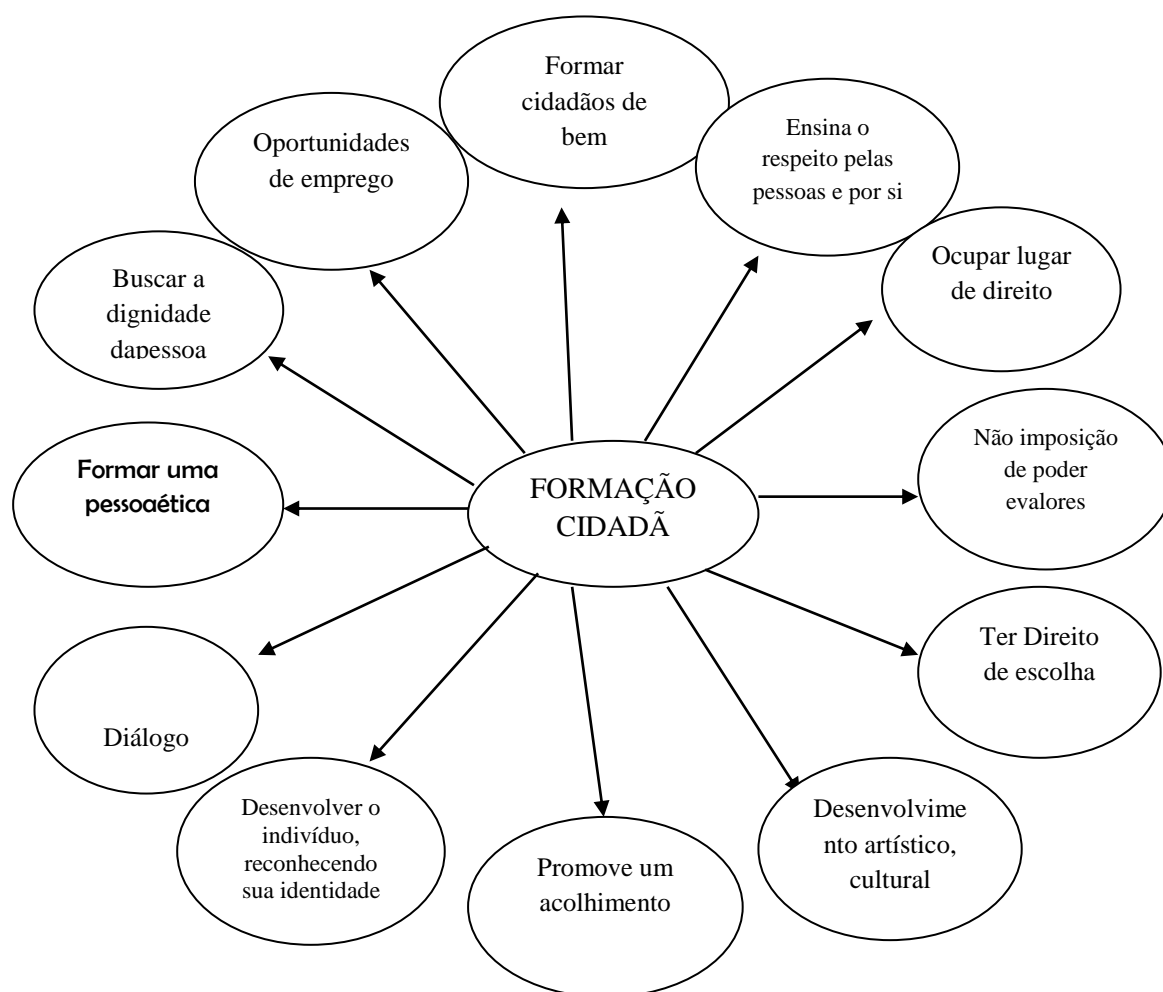 Formar
cidadãos de
bem
Oportunidades
de emprego
Ensina o
respeito pelas
pessoas e por si
Ocupar lugar
de direito
Buscar a
dignidade
dapessoa
Não imposição
de poder
evalores
Formar uma
pessoaética
FORMAÇÃO
CIDADÃ
Ter Direito
de escolha
Diálogo
Desenvolver o
indivíduo,
reconhecendo
sua identidade
Promove um
acolhimento
Desenvolvime
nto artístico,
cultural